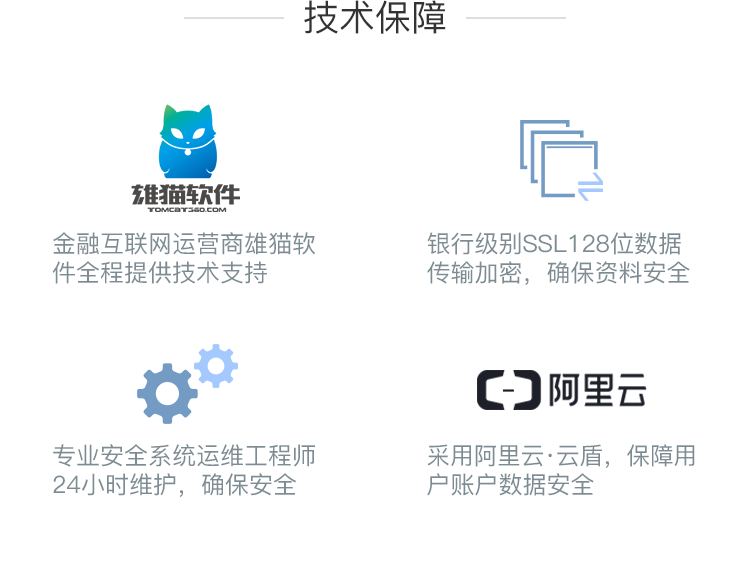 技术保障
雄猫软件
TOMCAT360.COM
金融互联网运营商雄猫软
件全程提供技术支持
银行级别SSL128位数据
传输加密，确保资料安全
阿里云
专业安全系统运维工程师
24小时维护，确保安全
采用阿里云·云盾，保障用
户账户数据安全